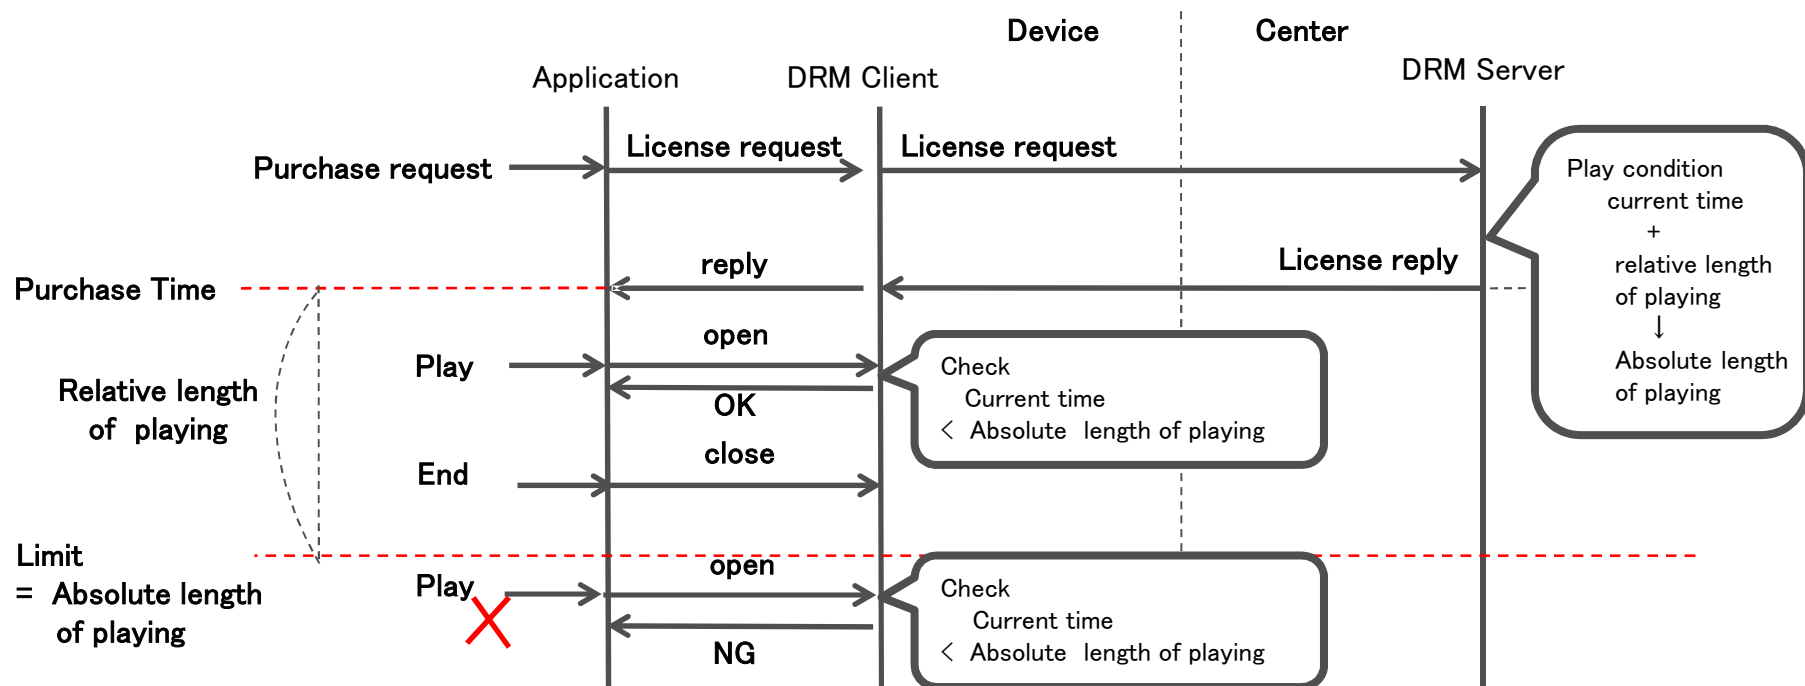 Device
Center
Application
DRM Client
DRM Server
Purchase request
License request
License request
Play condition
current time
+
relative length
of playing
↓
Absolute length
of playing
Purchase Time
reply
License reply
Relative length
of playing
Play
open
OK
Check
Current time
< Absolute length of playing
End
close
Limit
= Absolute length
of playing
Play
open
NG
Check
Current time
< Absolute length of playing